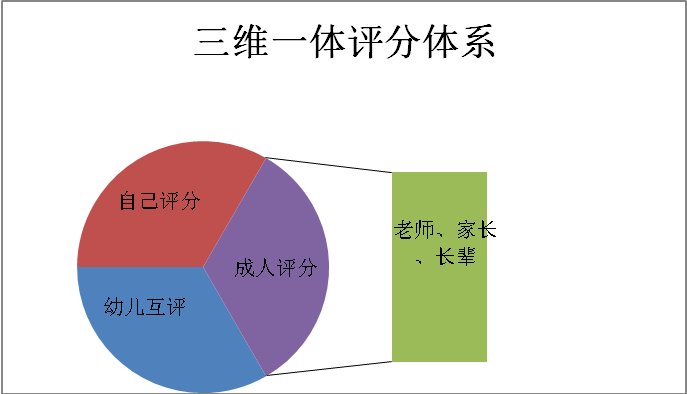 三维一体评分体系
自己评分
老师、家长
、长辈
成人评分
幼儿互评